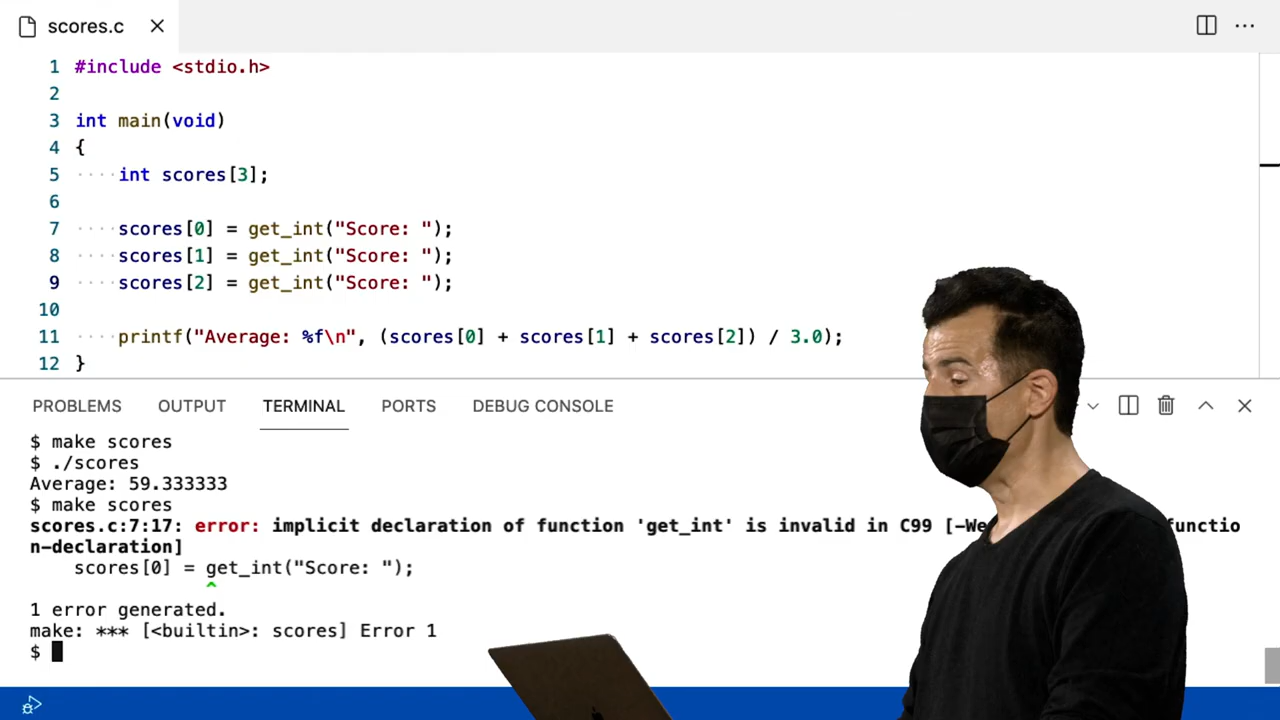 scores.c
1 #include <stdio.h>
2
3 int main(void)
4 {
5 ····int scores[3];
6
7 ····scores[0] = get_int("Score: ");
8 ····scores[1] = get_int("Score: ");
9 ····scores[2] = get_int("Score: ");
10
11 ····printf("Average: %f\n", (scores[0] + scores[1] + scores[2]) / 3.0);
12 }
PROBLEMS OUTPUT TERMINAL PORTS DEBUG CONSOLE
$ make scores
$ ./scores
Average: 59.333333
$ make scores
scores.c:7:17: error: implicit declaration of function 'get_int' is invalid in C99 functio
n-declaration]
scores[0] = get_int("Score: ");
^
1 error generated.
make: *** [<builtin>: scores] Error 1
$